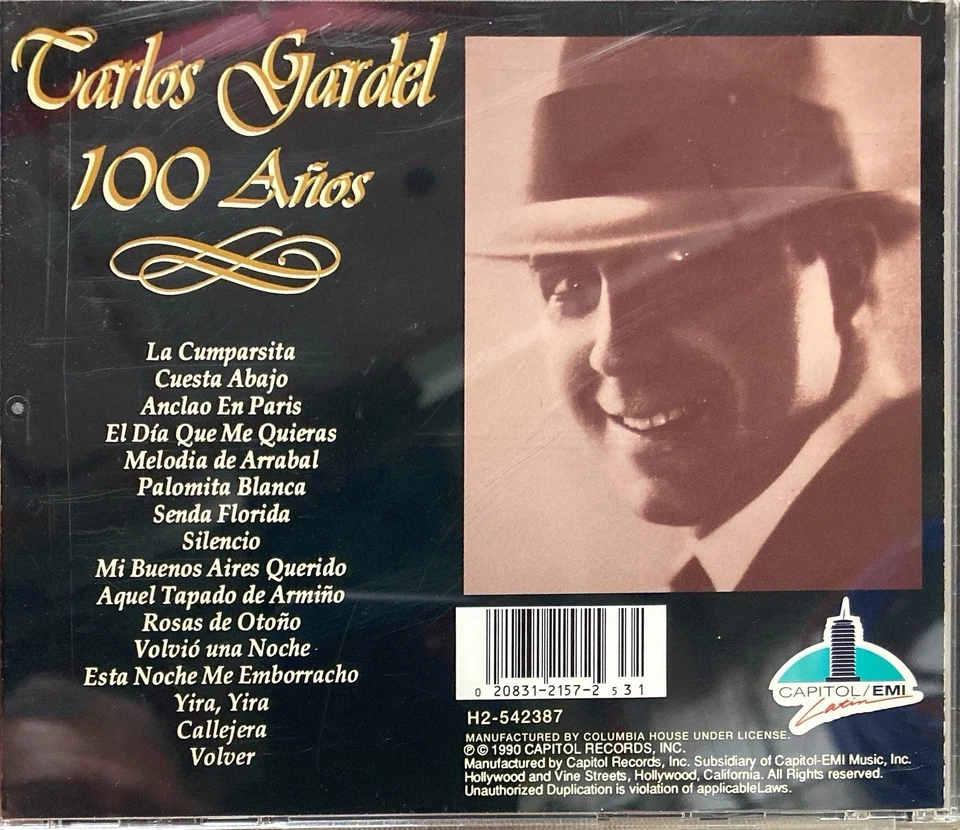 Carlos Gardel
100 Años
La Cumparsita
Cuesta Abajo
Anclao En Paris
El Día Que Me Quieras
Melodia de Arrabal
Palomita Blanca
Senda Florida
Silencio
Mi Buenos Aires Querido
Aquel Tapado de Armiño
Rosas de Otoño
Volvió una Noche
Esta Noche Me Emborracho
Yira, Yira
Callejera
Volver
0 20831-2157-2 531
CAPITOL/EMI
Latin
H2-542387
MANUFACTURED BY COLUMBIA HOUSE UNDER LICENSE.
℗ © 1990 CAPITOL RECORDS, INC.
Manufactured by Capitol Records, Inc. Subsidiary of Capitol-EMI Music, Inc.
Hollywood and Vine Streets, Hollywood, California. All Rights reserved.
Unauthorized Duplication is violation of applicableLaws.